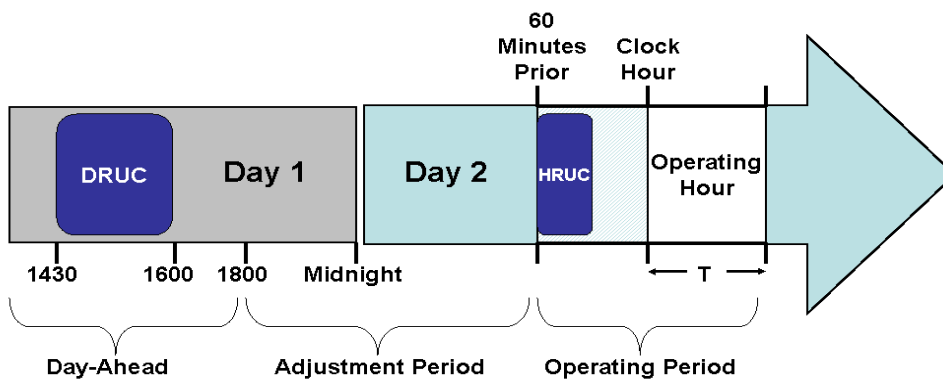 60
Minutes
Prior
Clock
Hour
DRUC
Day 1
Day 2
HRUC
Operating
Hour
1430
1600
1800
Midnight
T
Day-Ahead
Adjustment Period
Operating Period